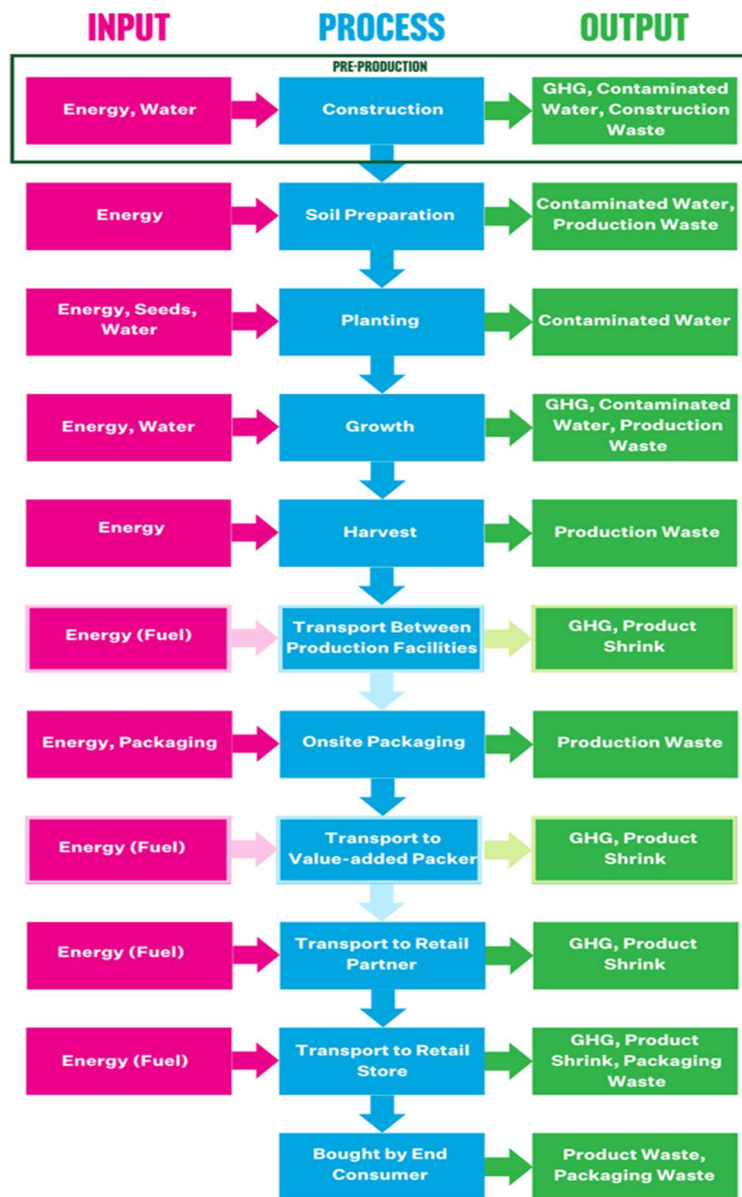 INPUT
PROCESS
OUTPUT
PRE-PRODUCTION
Energy, Water
Construction
GHG, Contaminated
Water, Construction
Waste
Energy
Soil Preparation
Contaminated Water,
Production Waste
Energy, Seeds,
Water
Planting
Contaminated Water
Energy, Water
Growth
GHG, Contaminated
Water, Production
Waste
Energy
Harvest
Production Waste
Energy (Fuel)
Transport Between
Production Facilities
GHG, Product
Shrink
Energy, Packaging
Onsite Packaging
Production Waste
Energy (Fuel)
Transport to
Value-added Packer
GHG, Product
Shrink
Energy (Fuel)
Transport to Retail
Partner
GHG, Product
Shrink
Energy (Fuel)
Transport to Retail
Store
GHG, Product
Shrink, Packaging
Waste
Bought by End
Consumer
Product Waste,
Packaging Waste